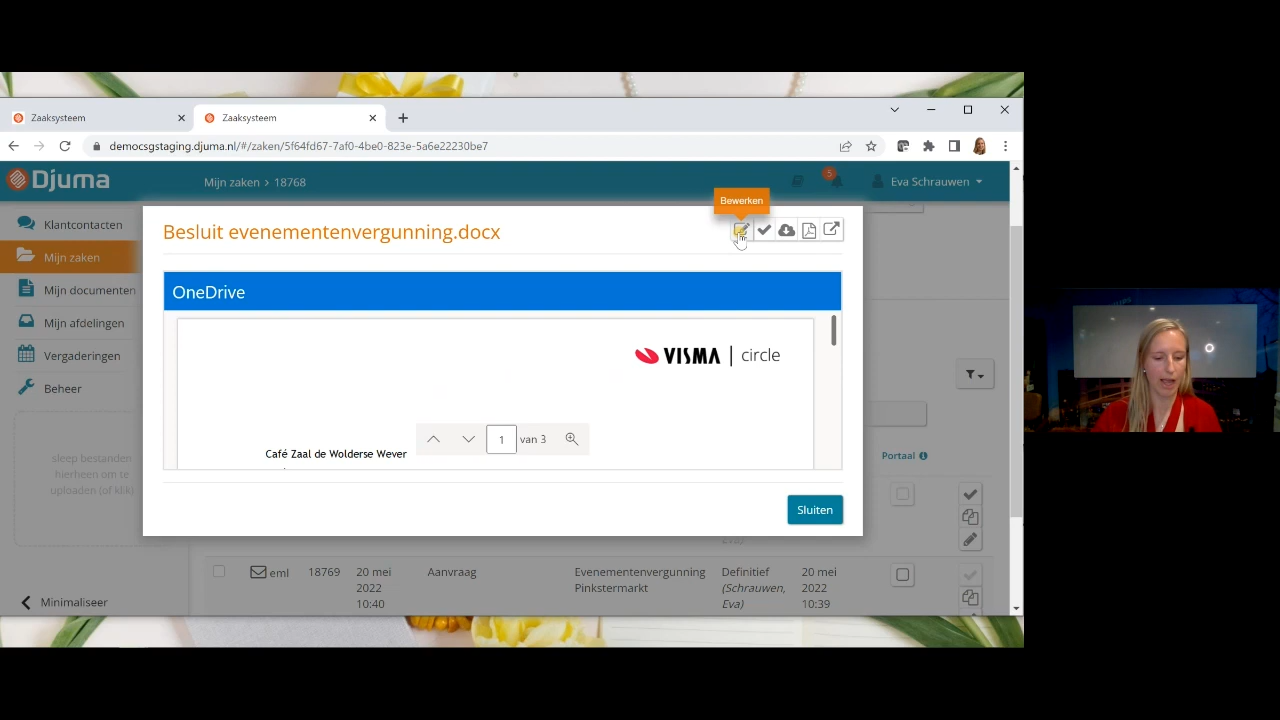 Zaaksysteem
Zaaksysteem
democsgstaging.djuma.nl/#/zaken/5f64fd67-7af0-4be0-823e-5a6e22230be7
Djuma
Mijn zaken > 18768
5
Eva Schrauwen
Klantcontacten
Mijn zaken
Mijn documenten
Mijn afdelingen
Vergaderingen
Beheer
sleep bestanden
hierheen om te
uploaden (of klik)
Minimaliseer
Bewerken
Besluit evenementenvergunning.docx
OneDrive
VISMA | circle
1 van 3
Café Zaal de Wolderse Wever
Sluiten
Portaal
Eva)
eml 18769 20 mei Aanvraag Evenementenvergunning Definitief 20 mei
2022 Pinkstermarkt (Schrauwen, 2022
10:40 Eva) 10:39